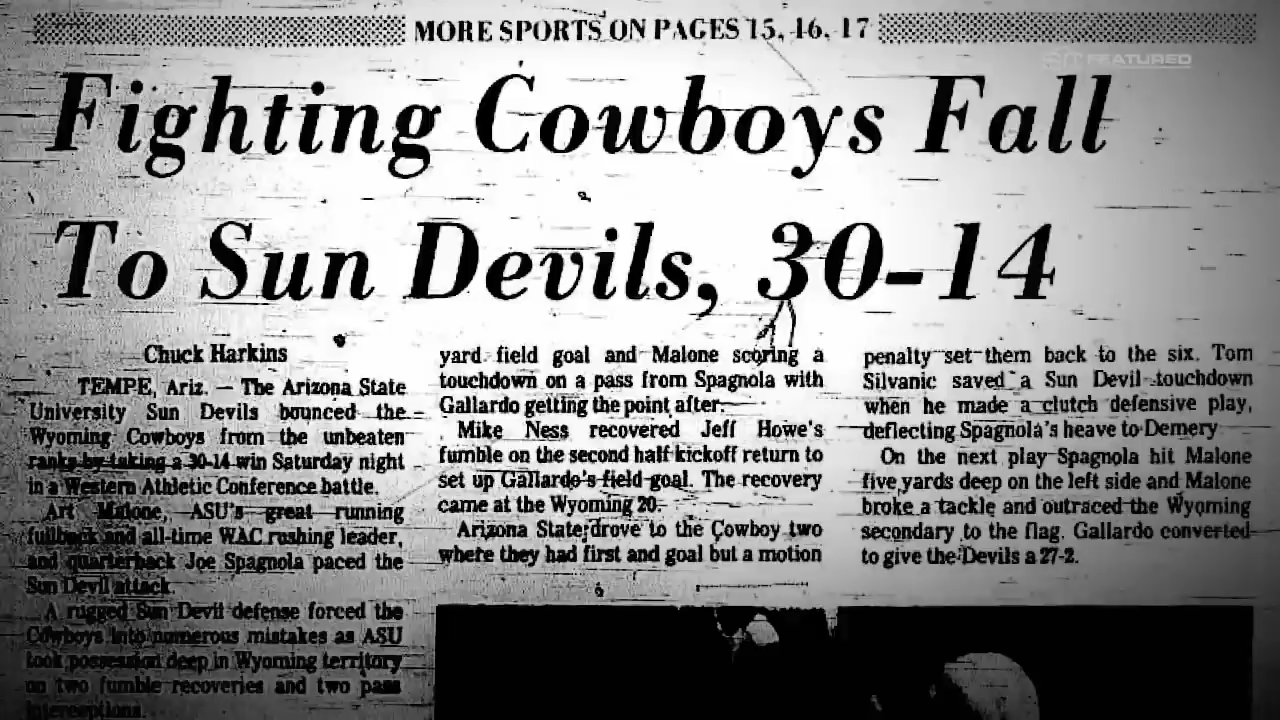 MORE SPORTS ON PAGES 15, 16, 17
FEATURED
Fighting Cowboys Fall
To Sun Devils, 30-14
Chuck Harkins
TEMPE, Ariz. — The Arizona State
University Sun Devils bounced the
Wyoming Cowboys from the unbeaten
ranks by taking a 30-14 win Saturday night
in a Western Athletic Conference battle.
Art Malone, ASU's great running
fullback and all-time WAC rushing leader,
and quarterback Joe Spagnola paced the
Sun Devil attack.
A rugged Sun Devil defense forced the
Cowboys into numerous mistakes as ASU
took possession deep in Wyoming territory
on two fumble recoveries and two pass
interceptions.
yard field goal and Malone scoring a
touchdown on a pass from Spagnola with
Gallardo getting the point after.
Mike Ness recovered Jeff Howe's
fumble on the second half kickoff return to
set up Gallardo's field goal. The recovery
came at the Wyoming 20.
Arizona State drove to the Cowboy two
where they had first and goal but a motion
penalty set them back to the six. Tom
Silvanic saved a Sun Devil touchdown
when he made a clutch defensive play,
deflecting Spagnola's heave to Demery
On the next play Spagnola hit Malone
five yards deep on the left side and Malone
broke a tackle and outraced the Wyoming
secondary to the flag. Gallardo converted
to give the Devils a 27-2.